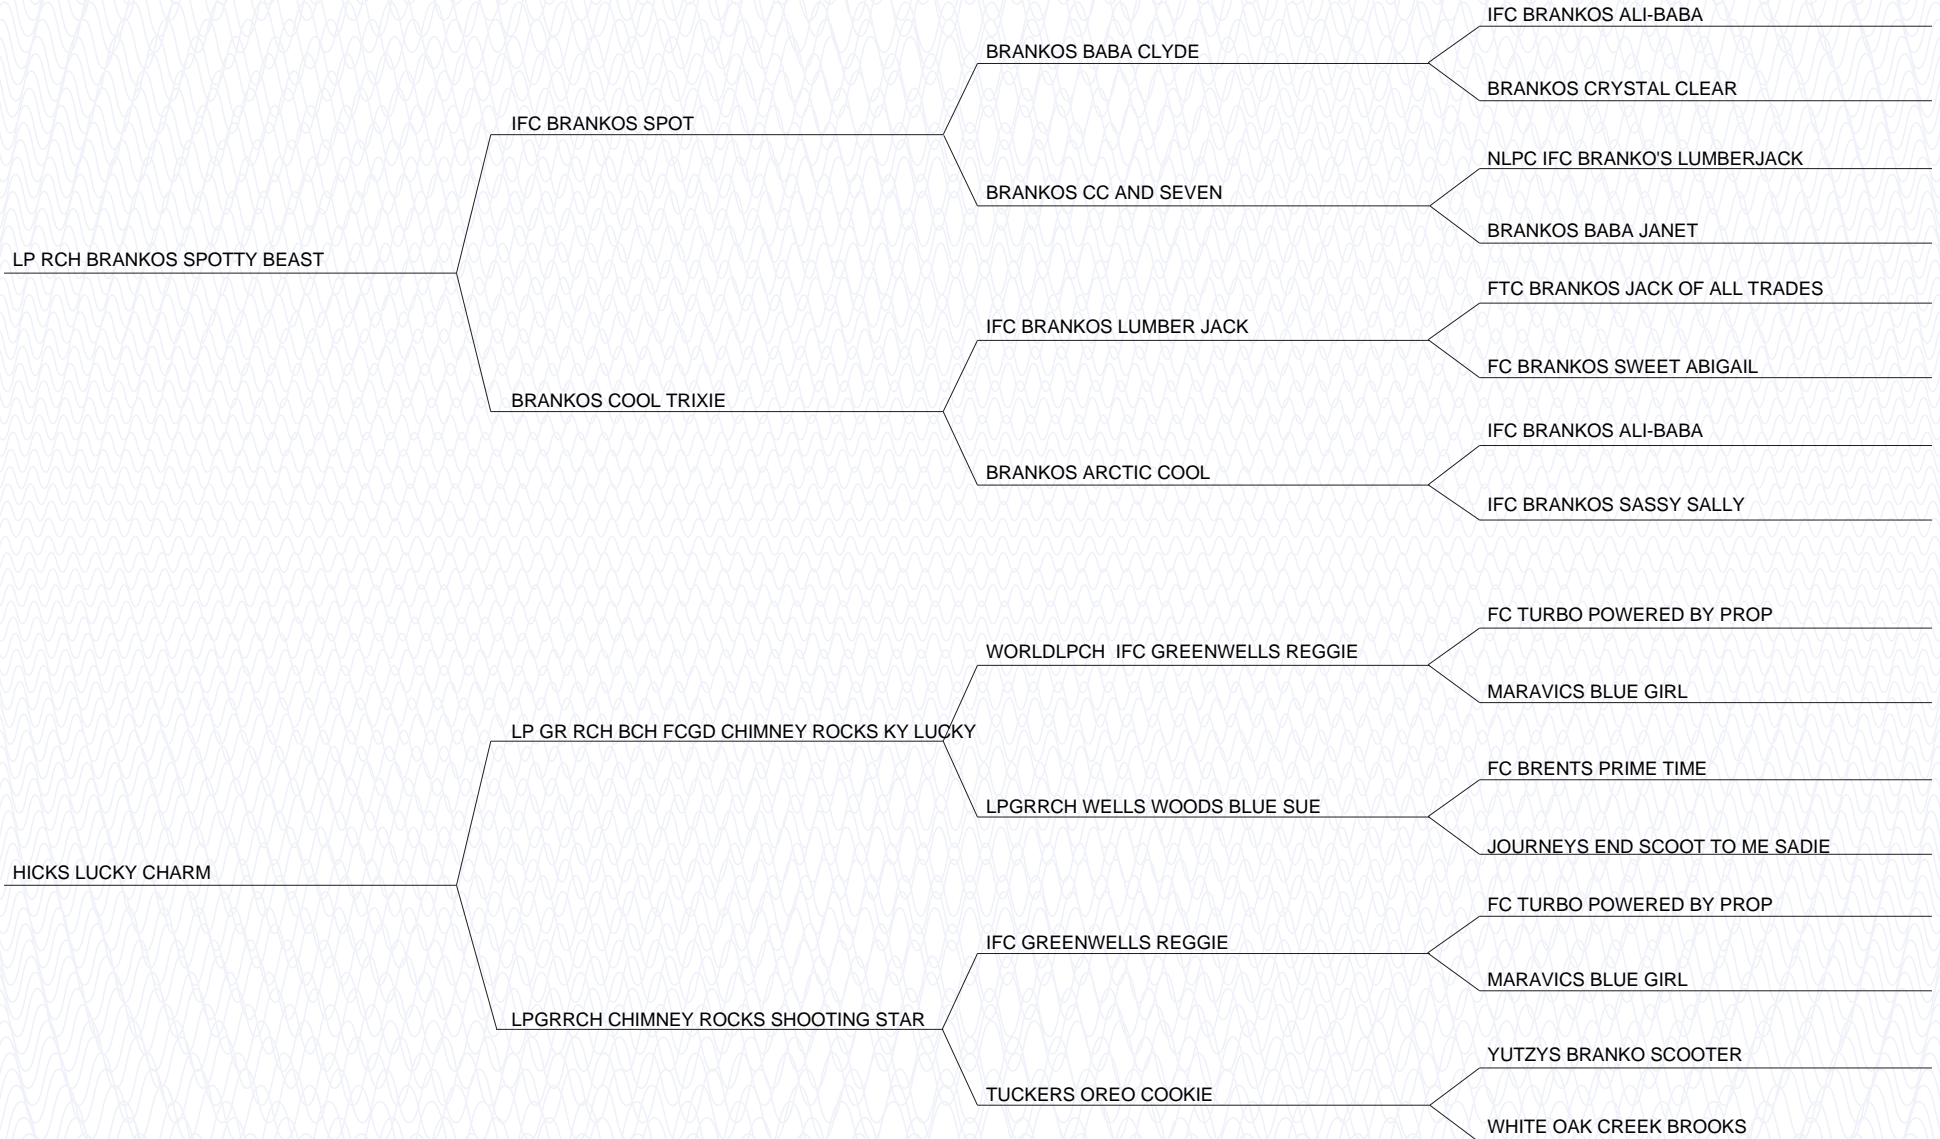 IFC BRANKOS ALI-BABA
BRANKOS BABA CLYDE
BRANKOS CRYSTAL CLEAR
IFC BRANKOS SPOT
NLPC IFC BRANKO'S LUMBERJACK
BRANKOS CC AND SEVEN
BRANKOS BABA JANET
LP RCH BRANKOS SPOTTY BEAST
FTC BRANKOS JACK OF ALL TRADES
IFC BRANKOS LUMBER JACK
FC BRANKOS SWEET ABIGAIL
BRANKOS COOL TRIXIE
IFC BRANKOS ALI-BABA
BRANKOS ARCTIC COOL
IFC BRANKOS SASSY SALLY
FC TURBO POWERED BY PROP
WORLDLPCH  IFC GREENWELLS REGGIE
MARAVICS BLUE GIRL
LP GR RCH BCH FCGD CHIMNEY ROCKS KY LUCKY
FC BRENTS PRIME TIME
LPGRRCH WELLS WOODS BLUE SUE
JOURNEYS END SCOOT TO ME SADIE
HICKS LUCKY CHARM
FC TURBO POWERED BY PROP
IFC GREENWELLS REGGIE
MARAVICS BLUE GIRL
LPGRRCH CHIMNEY ROCKS SHOOTING STAR
YUTZYS BRANKO SCOOTER
TUCKERS OREO COOKIE
WHITE OAK CREEK BROOKS